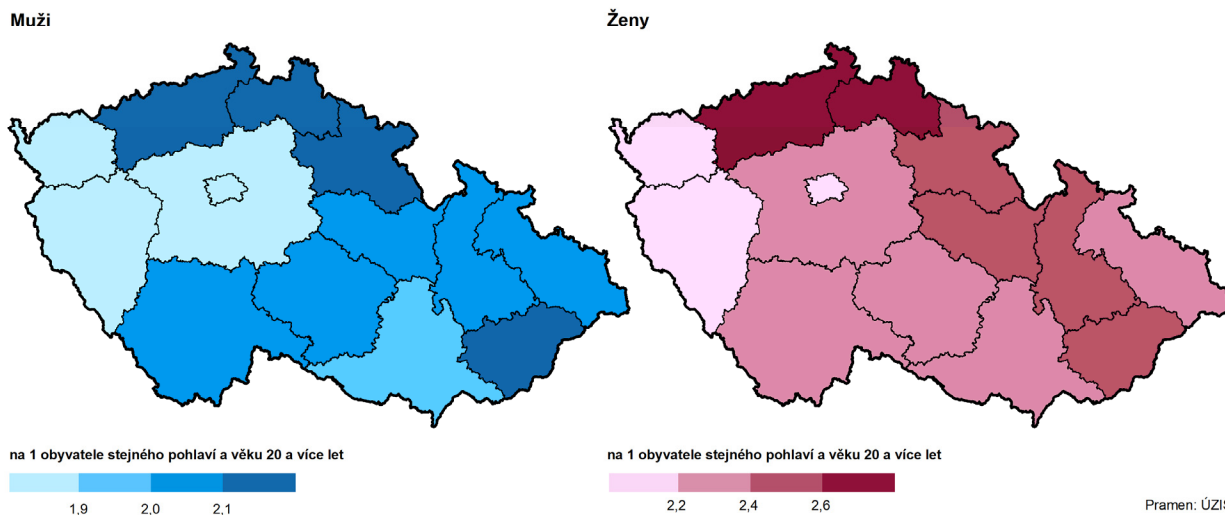 Muži
Ženy
na 1 obyvatele stejného pohlaví a věku 20 a více let
1,9 2,0 2,1
na 1 obyvatele stejného pohlaví a věku 20 a více let
2,2 2,4 2,6
Pramen: ÚZIS